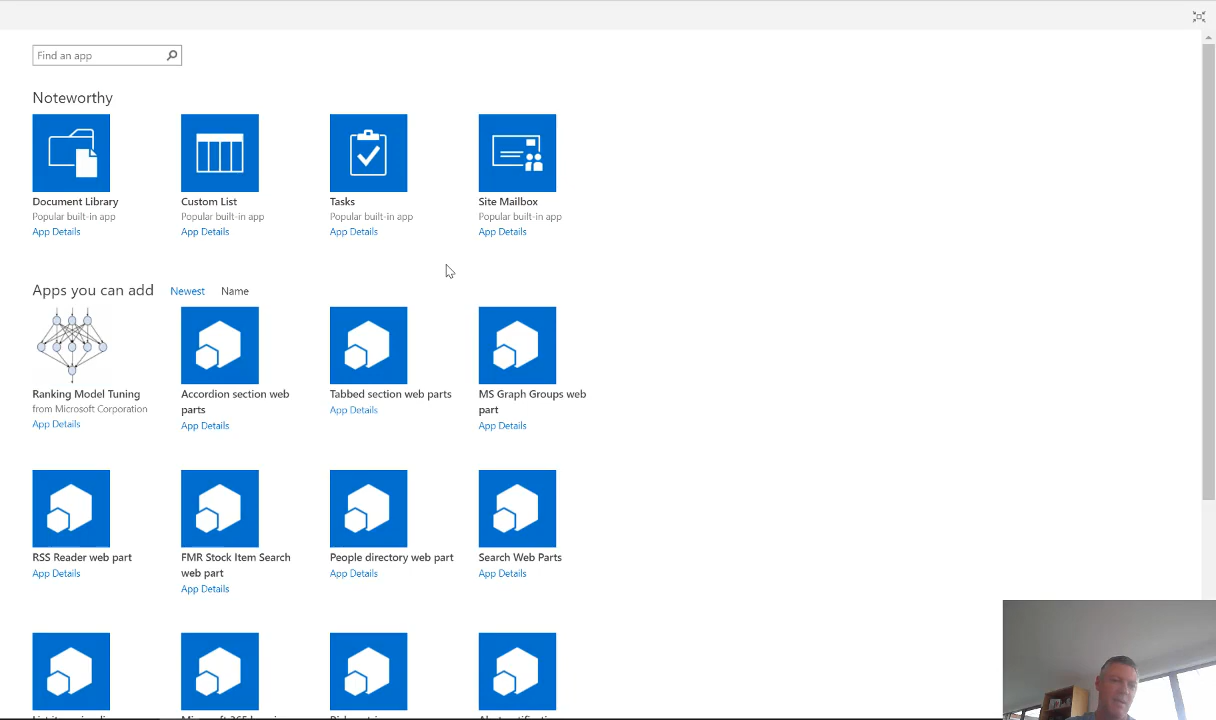 Find an app
Noteworthy
Document Library
Popular built-in app
App Details
Custom List
Popular built-in app
App Details
Tasks
Popular built-in app
App Details
Site Mailbox
Popular built-in app
App Details
Apps you can add
Newest
Name
Ranking Model Tuning
from Microsoft Corporation
App Details
Accordion section web
parts
App Details
Tabbed section web parts
App Details
MS Graph Groups web
part
App Details
RSS Reader web part
App Details
FMR Stock Item Search
web part
App Details
People directory web part
App Details
Search Web Parts
App Details